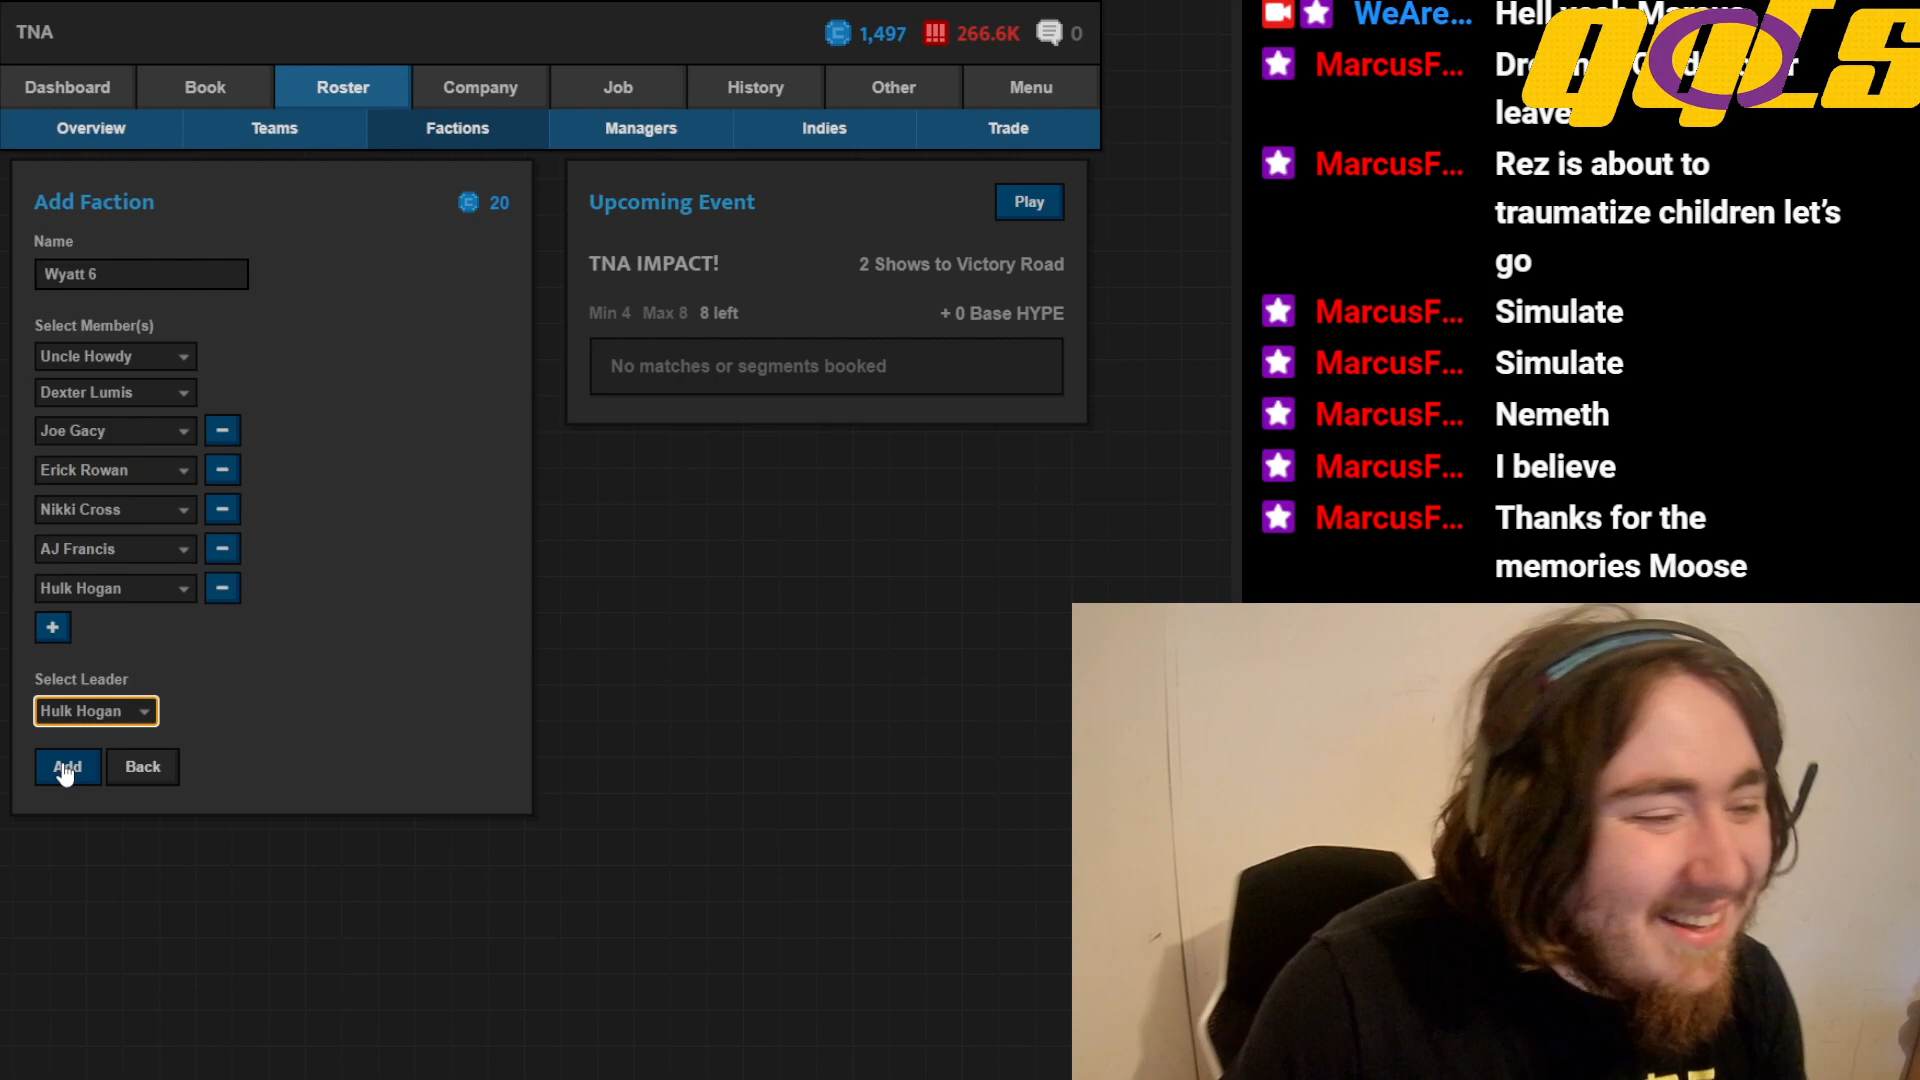 TNA
1,497
266.6K
0
Dashboard
Book
Roster
Company
Job
History
Other
Menu
Overview
Teams
Factions
Managers
Indies
Trade
Add Faction
20
Name
Wyatt 6
Select Member(s)
Uncle Howdy
Dexter Lumis
Joe Gacy
Erick Rowan
Nikki Cross
AJ Francis
Hulk Hogan
Select Leader
Hulk Hogan
Add
Back
Upcoming Event
Play
TNA IMPACT!
2 Shows to Victory Road
Min 4 Max 8 8 left
+ 0 Base HYPE
No matches or segments booked
WeAre...
MarcusF...
leave
MarcusF... Rez is about to
traumatize children let's
go
MarcusF... Simulate
MarcusF... Simulate
MarcusF... Nemeth
MarcusF... I believe
MarcusF... Thanks for the
memories Moose